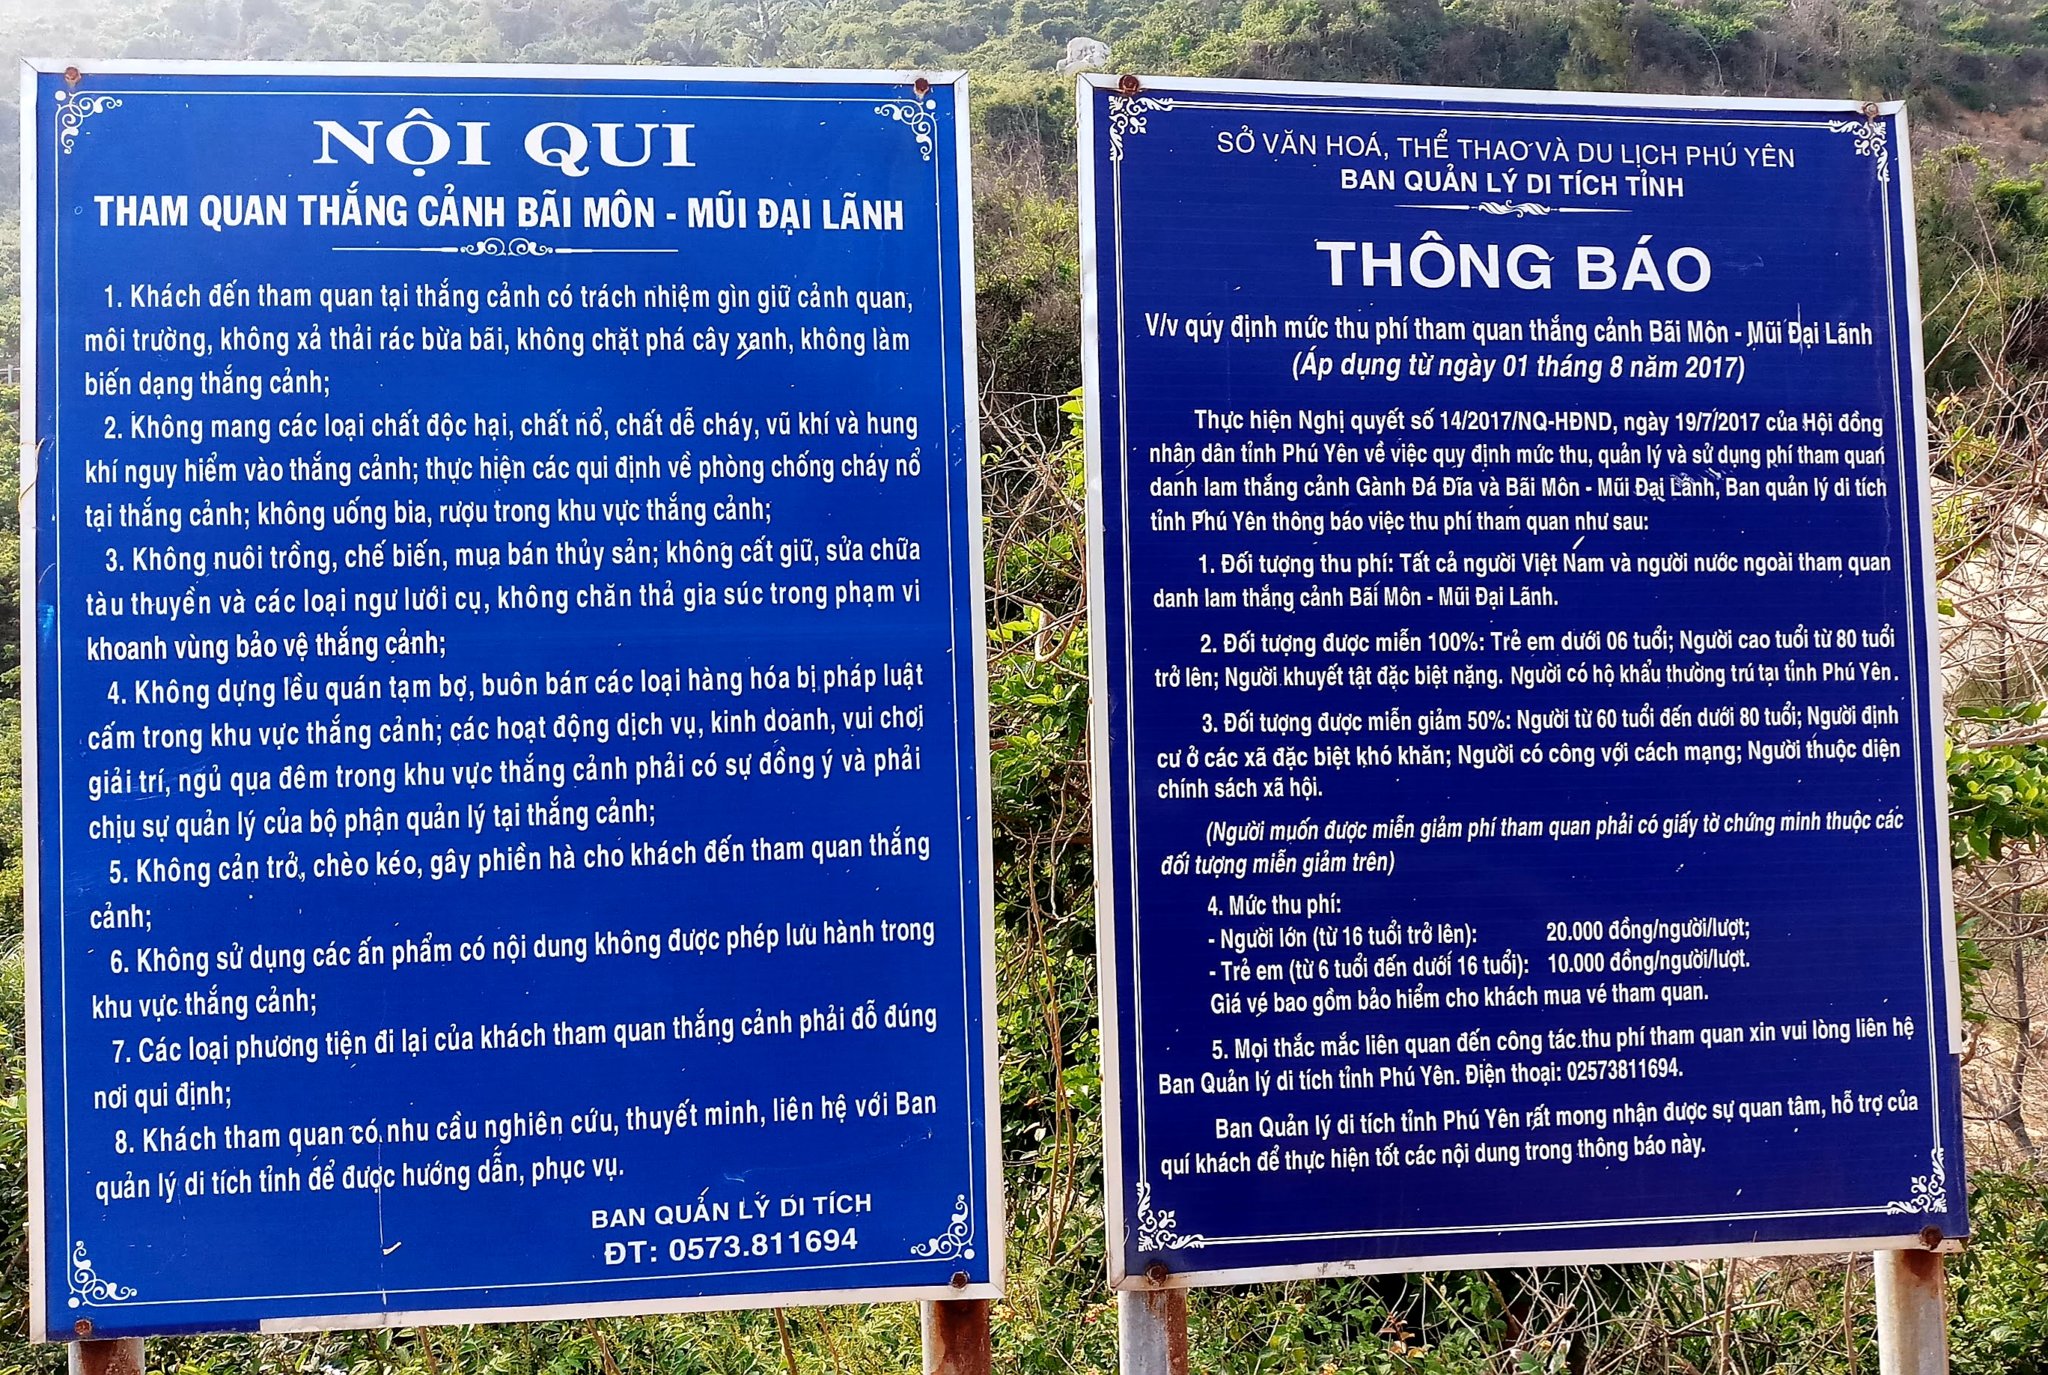 NỘI QUI
THAM QUAN THẮNG CẢNH BÃI MÔN - MŨI ĐẠI LÃNH
1. Khách đến tham quan tại thắng cảnh có trách nhiệm gìn giữ cảnh quan,
môi trường, không xả thải rác bừa bãi, không chặt phá cây xanh, không làm
biến dạng thắng cảnh;
2. Không mang các loại chất độc hại, chất nổ, chất dễ cháy, vũ khí và hung
khí nguy hiểm vào thắng cảnh; thực hiện các qui định về phòng chống cháy nổ
tại thắng cảnh; không uống bia, rượu trong khu vực thắng cảnh;
3. Không nuôi trồng, chế biến, mua bán thủy sản; không cất giữ, sửa chữa
tàu thuyền và các loại ngư lưới cụ, không chăn thả gia súc trong phạm vi
khoanh vùng bảo vệ thắng cảnh;
4. Không dựng lều quán tạm bợ, buôn bán các loại hàng hóa bị pháp luật
cấm trong khu vực thắng cảnh; các hoạt động dịch vụ, kinh doanh, vui chơi
giải trí, ngủ qua đêm trong khu vực thắng cảnh phải có sự đồng ý và phải
chịu sự quản lý của bộ phận quản lý tại thắng cảnh;
5. Không cản trở, chèo kéo, gây phiền hà cho khách đến tham quan thắng
cảnh;
6. Không sử dụng các ấn phẩm có nội dung không được phép lưu hành trong
khu vực thắng cảnh;
7. Các loại phương tiện đi lại của khách tham quan thắng cảnh phải đỗ đúng
nơi qui định;
8. Khách tham quan có nhu cầu nghiên cứu, thuyết minh, liên hệ với Ban
quản lý di tích tỉnh để được hướng dẫn, phục vụ.
BAN QUẢN LÝ DI TÍCH
ĐT: 0573.811694
SỞ VĂN HOÁ, THỂ THAO VÀ DU LỊCH PHÚ YÊN
BAN QUẢN LÝ DI TÍCH TỈNH
THÔNG BÁO
V/v quy định mức thu phí tham quan thắng cảnh Bãi Môn - Mũi Đại Lãnh
(Áp dụng từ ngày 01 tháng 8 năm 2017)
Thực hiện Nghị quyết số 14/2017/NQ-HĐND, ngày 19/7/2017 của Hội đồng
nhân dân tỉnh Phú Yên về việc quy định mức thu, quản lý và sử dụng phí tham quan
danh lam thắng cảnh Gành Đá Đĩa và Bãi Môn - Mũi Đại Lãnh, Ban quản lý di tích
tỉnh Phú Yên thông báo việc thu phí tham quan như sau:
1. Đối tượng thu phí: Tất cả người Việt Nam và người nước ngoài tham quan
danh lam thắng cảnh Bãi Môn - Mũi Đại Lãnh.
2. Đối tượng được miễn 100%: Trẻ em dưới 06 tuổi; Người cao tuổi từ 80 tuổi
trở lên; Người khuyết tật đặc biệt nặng. Người có hộ khẩu thường trú tại tỉnh Phú Yên.
3. Đối tượng được miễn giảm 50%: Người từ 60 tuổi đến dưới 80 tuổi; Người định
cư ở các xã đặc biệt khó khăn; Người có công với cách mạng; Người thuộc diện
chính sách xã hội.
(Người muốn được miễn giảm phí tham quan phải có giấy tờ chứng minh thuộc các
đối tượng miễn giảm trên)
4. Mức thu phí:
- Người lớn (từ 16 tuổi trở lên): 20.000 đồng/người/lượt;
- Trẻ em (từ 6 tuổi đến dưới 16 tuổi): 10.000 đồng/người/lượt.
Giá vé bao gồm bảo hiểm cho khách mua vé tham quan.
5. Mọi thắc mắc liên quan đến công tác thu phí tham quan xin vui lòng liên hệ
Ban Quản lý di tích tỉnh Phú Yên. Điện thoại: 02573811694.
Ban Quản lý di tích tỉnh Phú Yên rất mong nhận được sự quan tâm, hỗ trợ của
quí khách để thực hiện tốt các nội dung trong thông báo này.